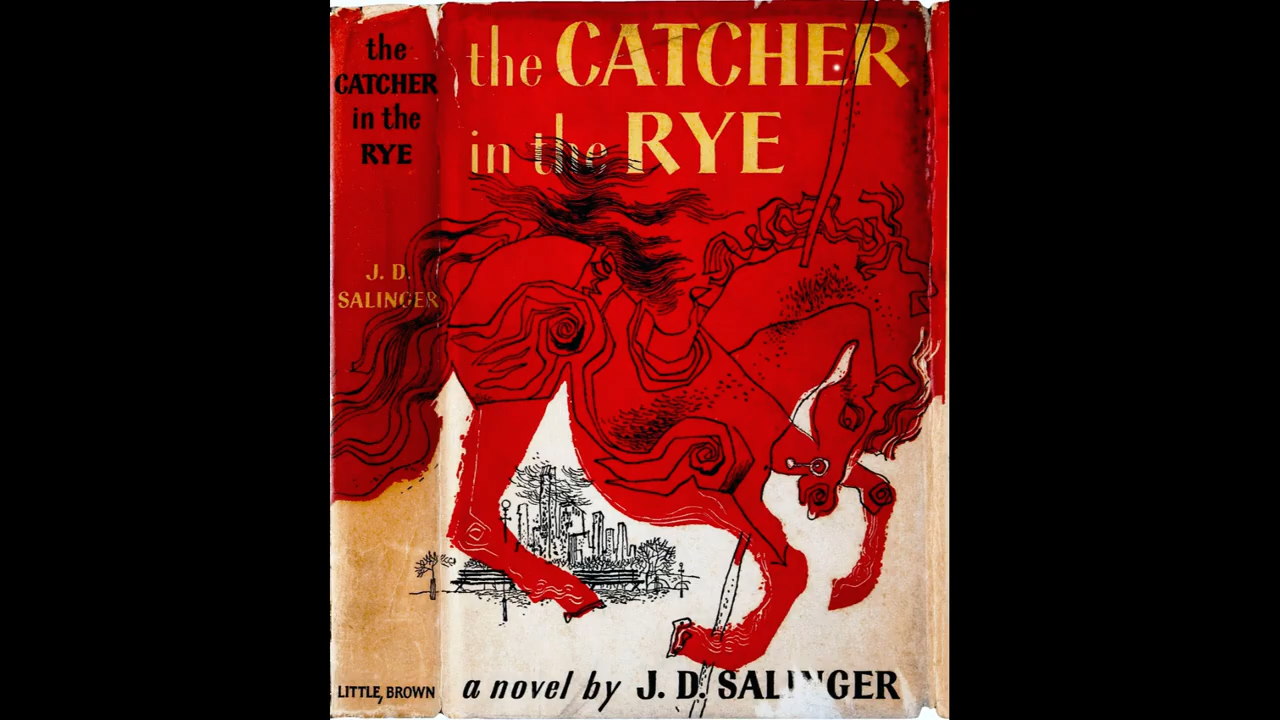 the
CATCHER
in the
RYE
J. D.
SALINGER
LITTLE, BROWN
the CATCHER
in the RYE
a novel by J. D. SALINGER